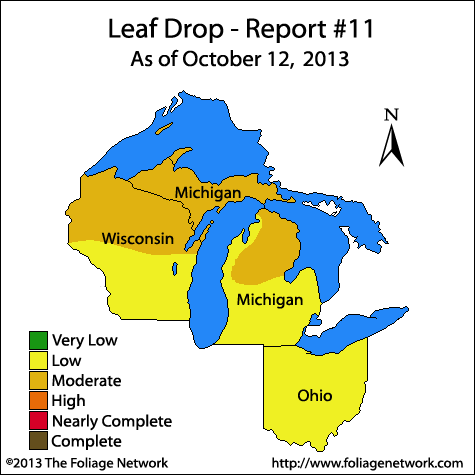 Leaf Drop - Report #11
As of October 12, 2013
N
Michigan
Wisconsin
Michigan
Ohio
Very Low
Low
Moderate
High
Nearly Complete
Complete
©2013 The Foliage Network
http://www.foliagenetwork.com